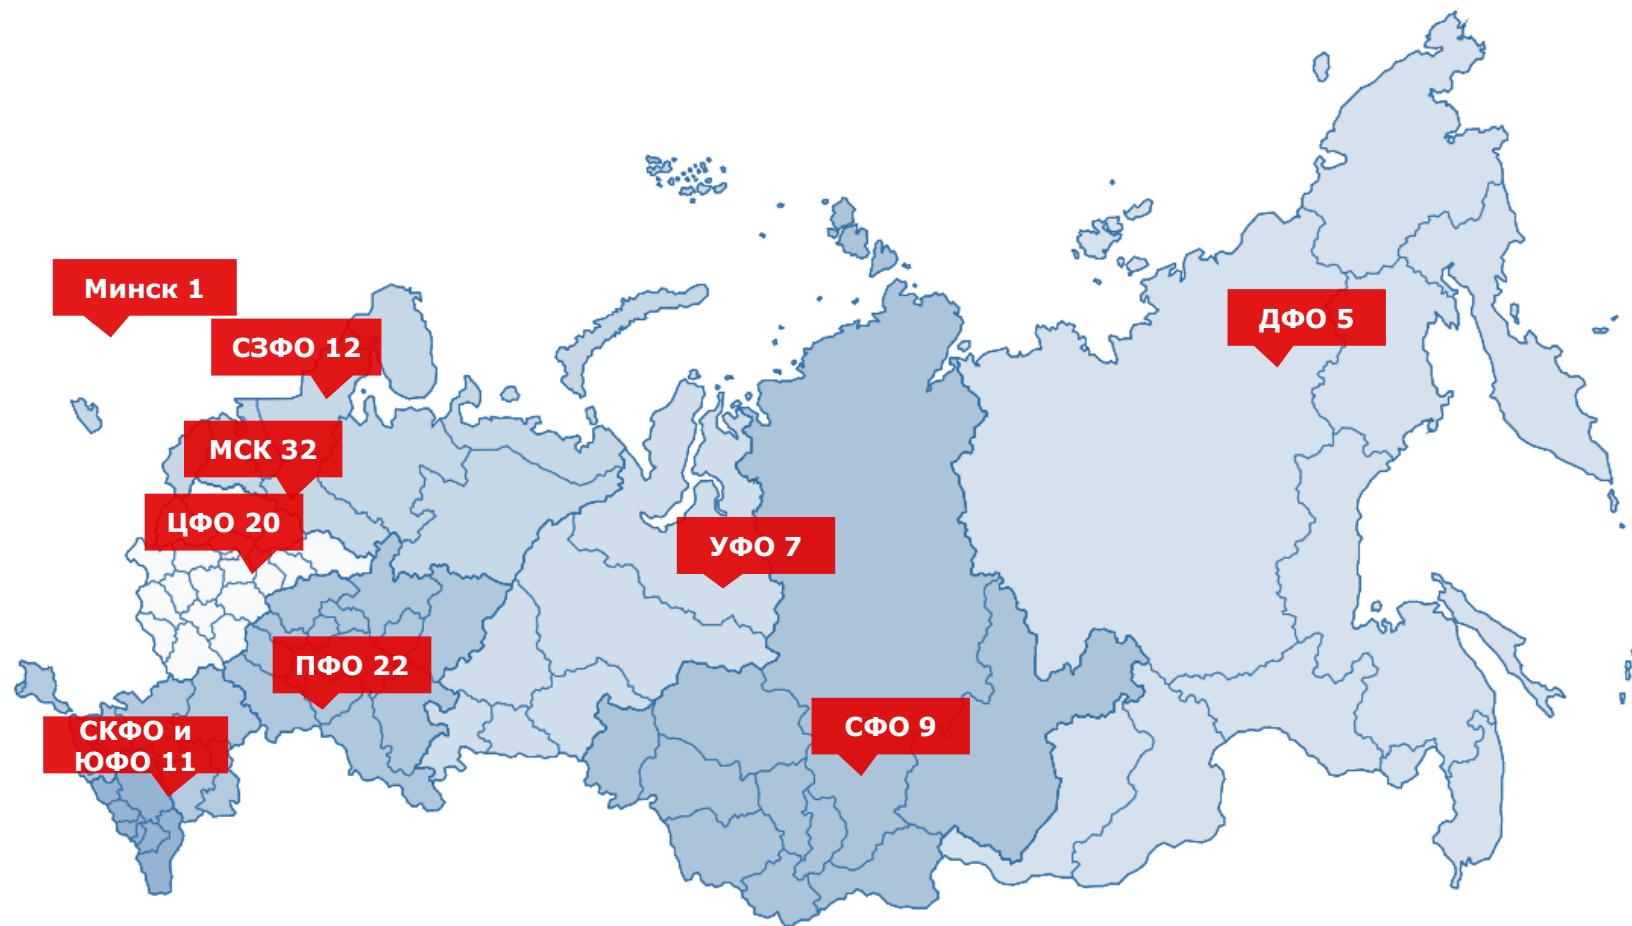 Минск 1
СЗФО 12
ДФО 5
МСК 32
ЦФО 20
УФО 7
ПФО 22
СФО 9
СКФО и
ЮФО 11